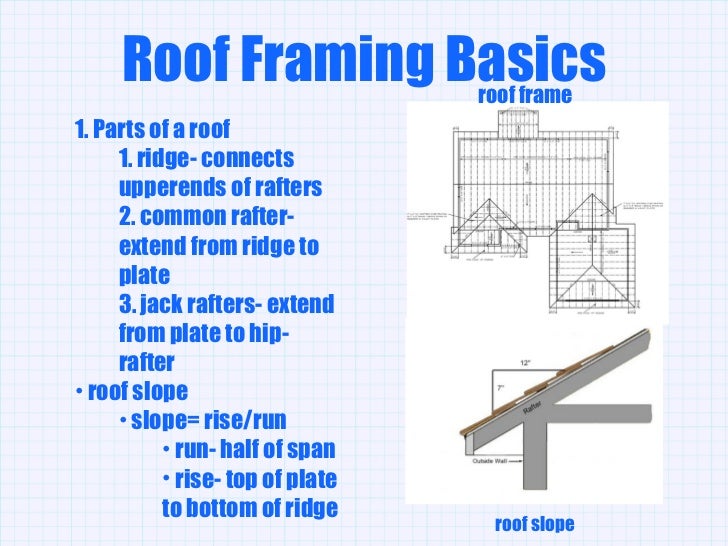 Roof Framing Basics
roof frame
1. Parts of a roof
1. ridge- connects
upperends of rafters
2. common rafter-
extend from ridge to
plate
3. jack rafters- extend
from plate to hip-
rafter
• roof slope
• slope= rise/run
• run- half of span
• rise- top of plate
to bottom of ridge
12"
7"
Rafter
Outside Wall
roof slope